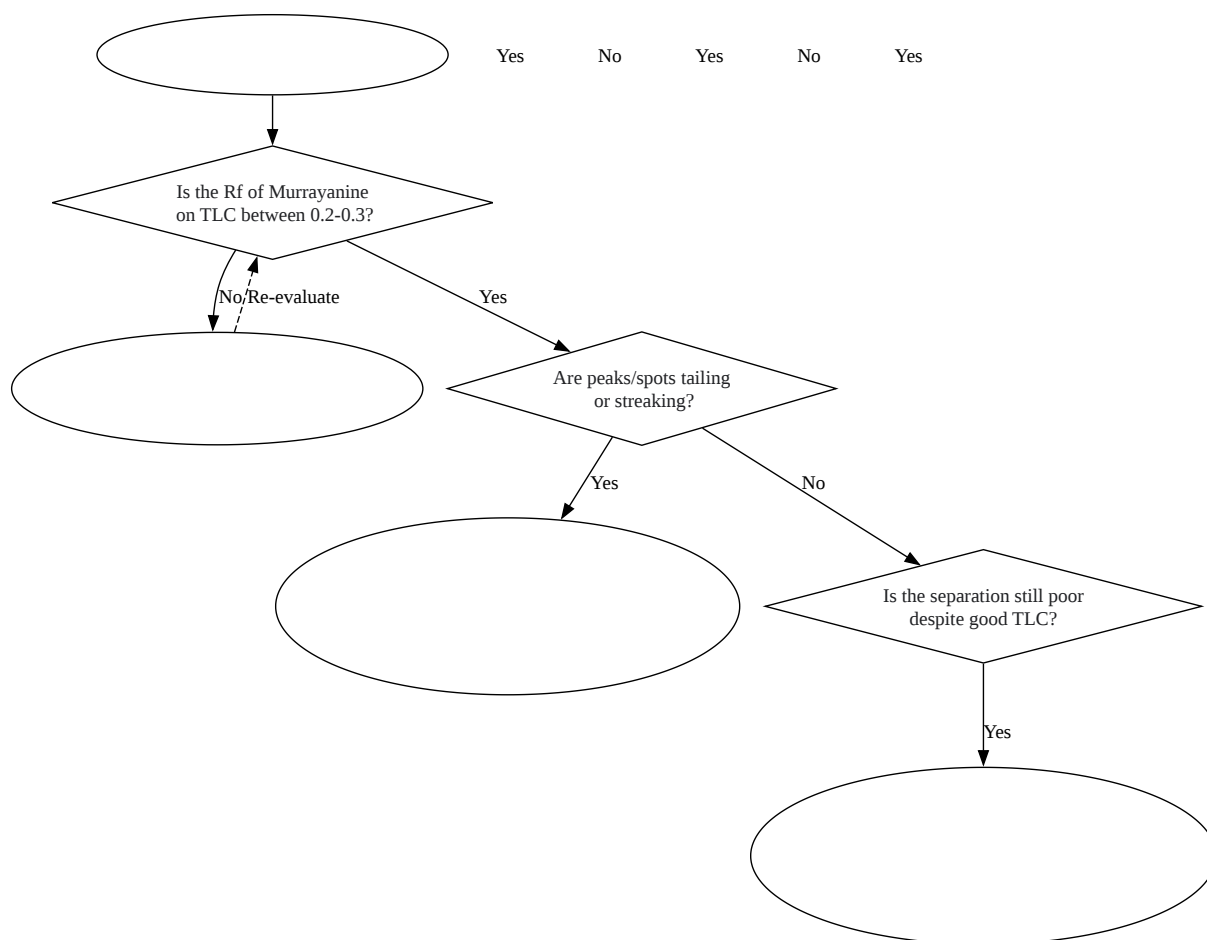 Yes No Yes No Yes
Is the Rf of Murrayanine
on TLC between 0.2-0.3?
No Re-evaluate
Yes
Are peaks/spots tailing
or streaking?
Yes
No
Is the separation still poor
despite good TLC?
Yes